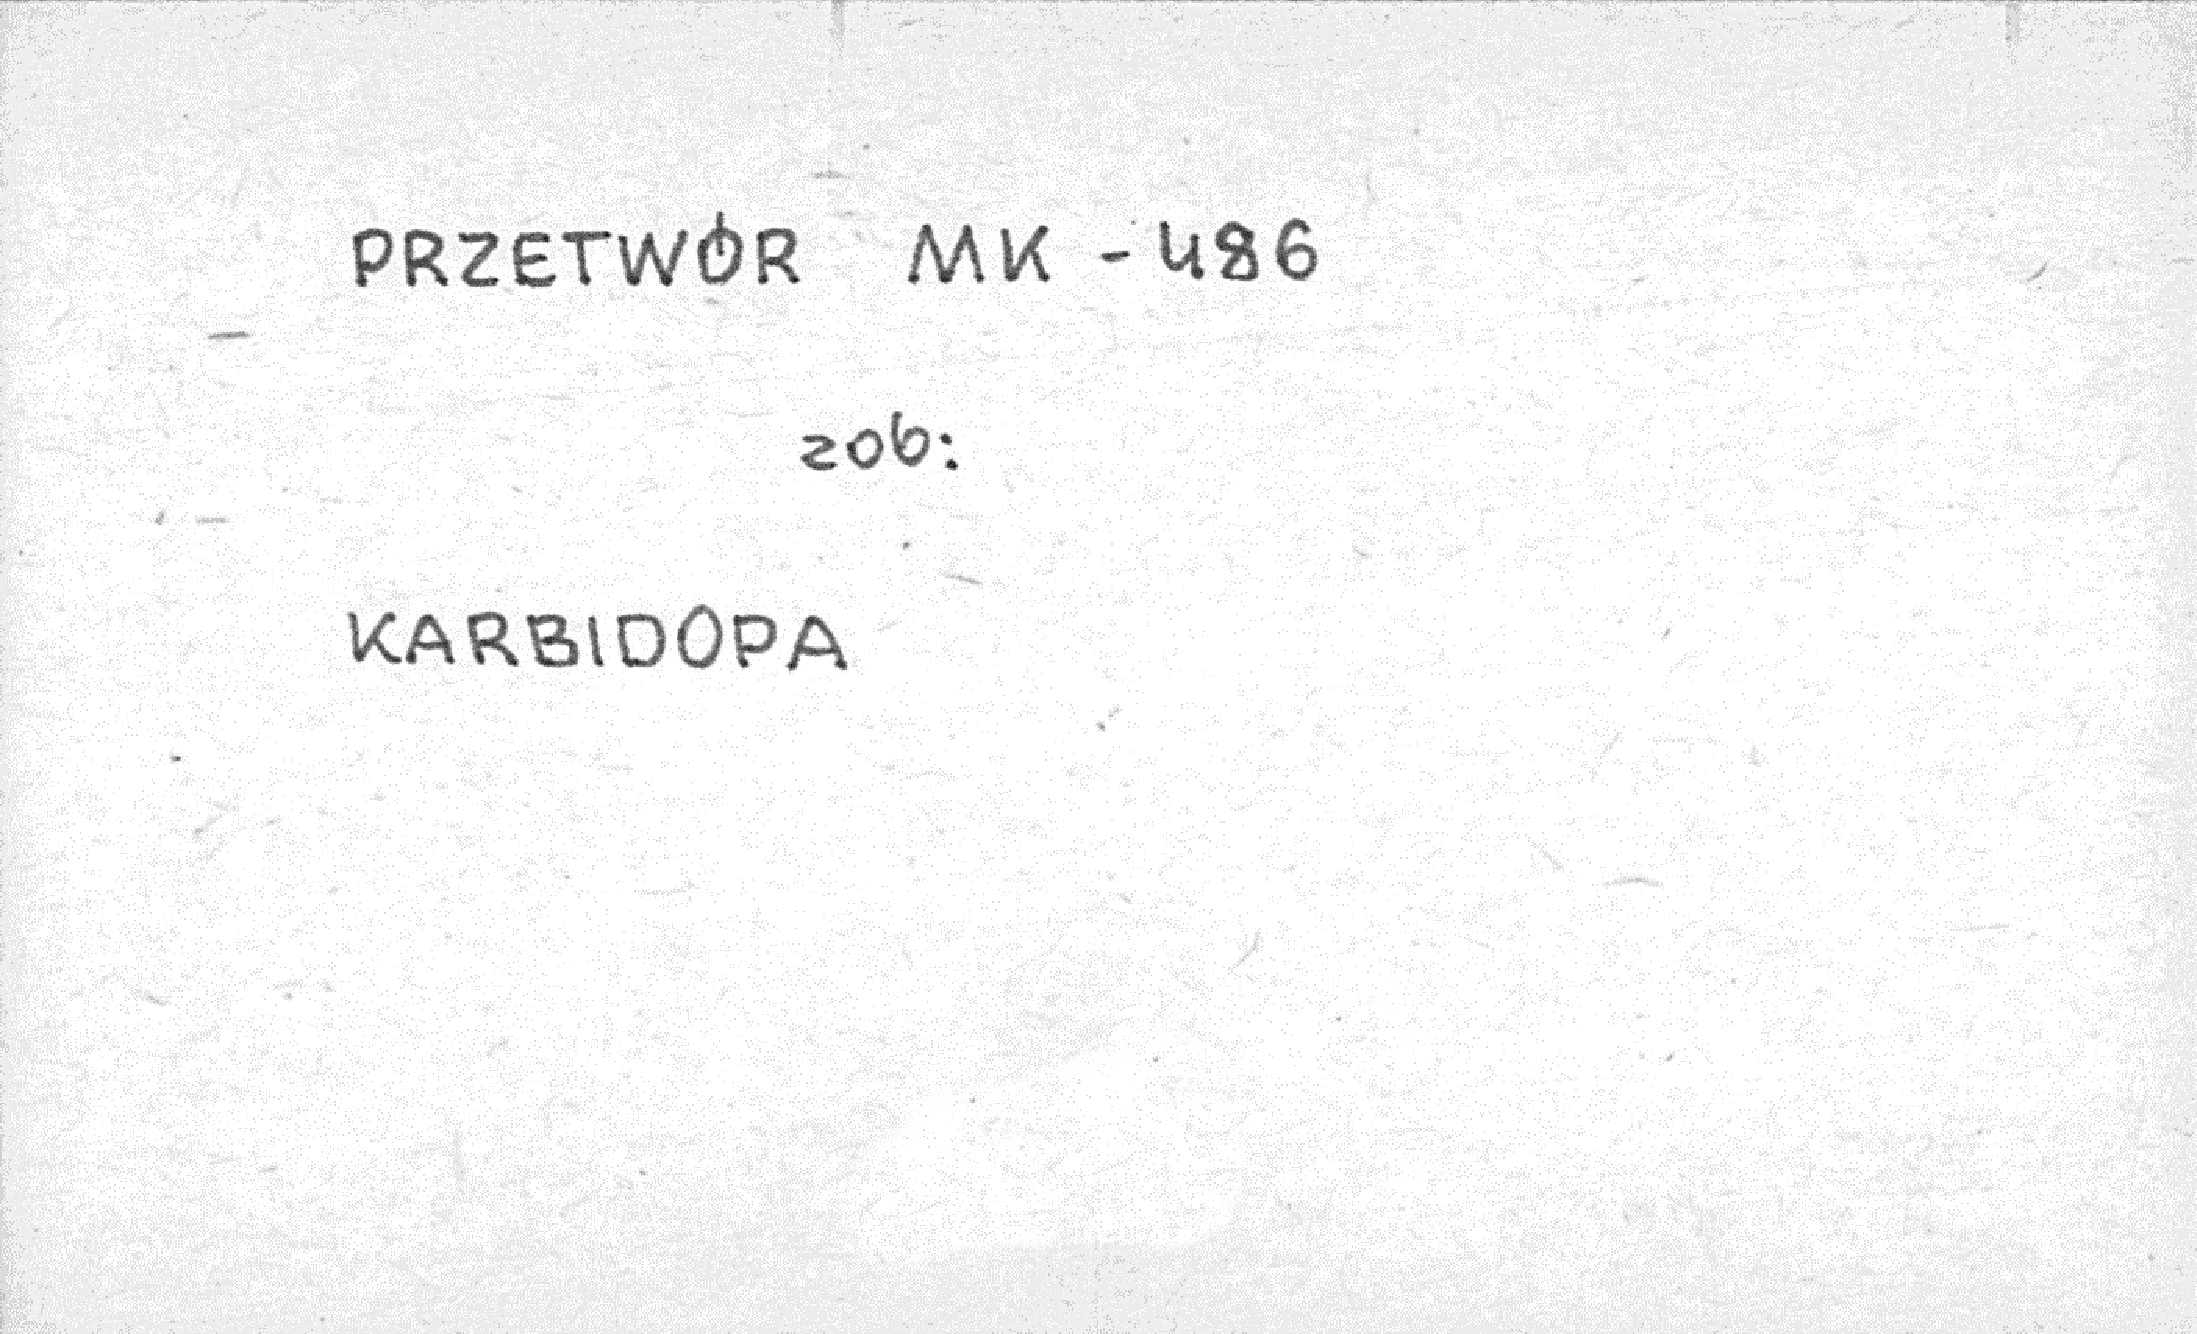 PRZETWÓR MK - 486
zob:
KARBIDOPA